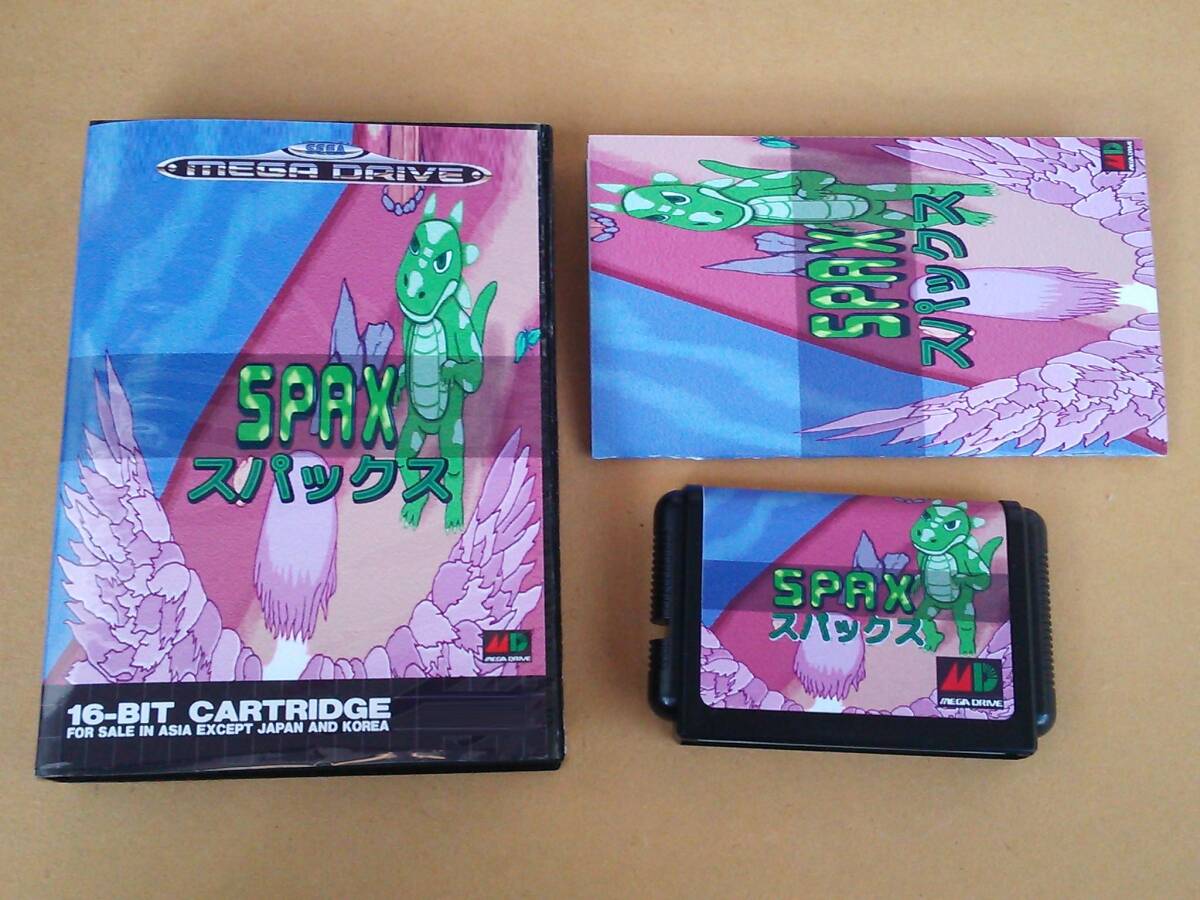 SEGA
MEGA DRIVE
SPAX
スパックス
MD
MEGA DRIVE
16-BIT CARTRIDGE
FOR SALE IN ASIA EXCEPT JAPAN AND KOREA
MD
MEGA DRIVE
SPAX
スパックス
SPAX
スパックス
MD
MEGA DRIVE